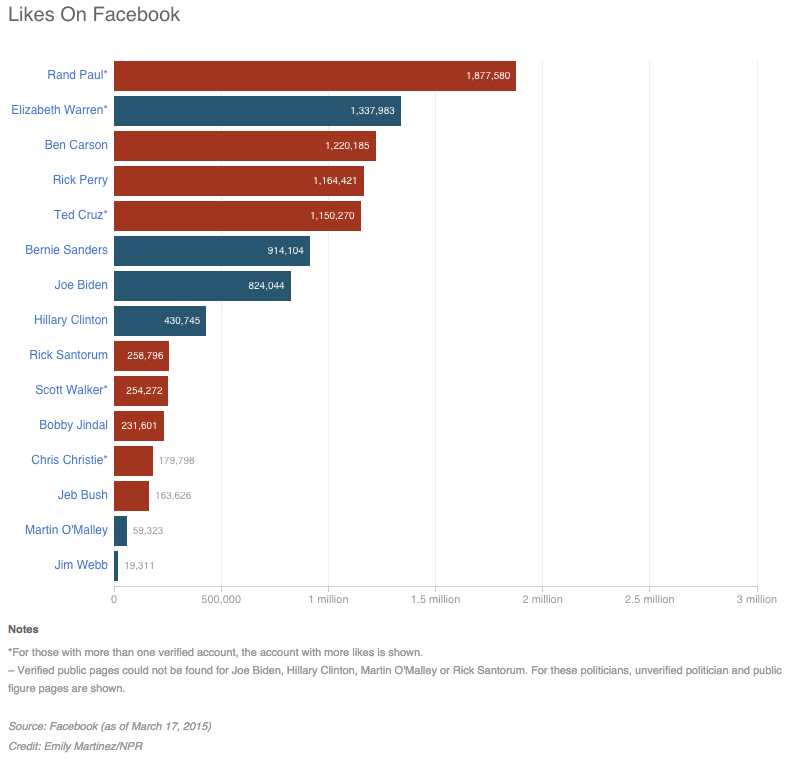 Likes On Facebook
Rand Paul* 1,877,580
Elizabeth Warren* 1,337,983
Ben Carson 1,220,185
Rick Perry 1,164,421
Ted Cruz* 1,150,270
Bernie Sanders 914,104
Joe Biden 824,044
Hillary Clinton 430,745
Rick Santorum 258,796
Scott Walker* 254,272
Bobby Jindal 231,601
Chris Christie* 179,798
Jeb Bush 163,626
Martin O'Malley 59,323
Jim Webb 19,311
0 500,000 1 million 1.5 million 2 million 2.5 million 3 million
Notes
*For those with more than one verified account, the account with more likes is shown.
– Verified public pages could not be found for Joe Biden, Hillary Clinton, Martin O'Malley or Rick Santorum. For these politicians, unverified politician and public
figure pages are shown.
Source: Facebook (as of March 17, 2015)
Credit: Emily Martinez/NPR